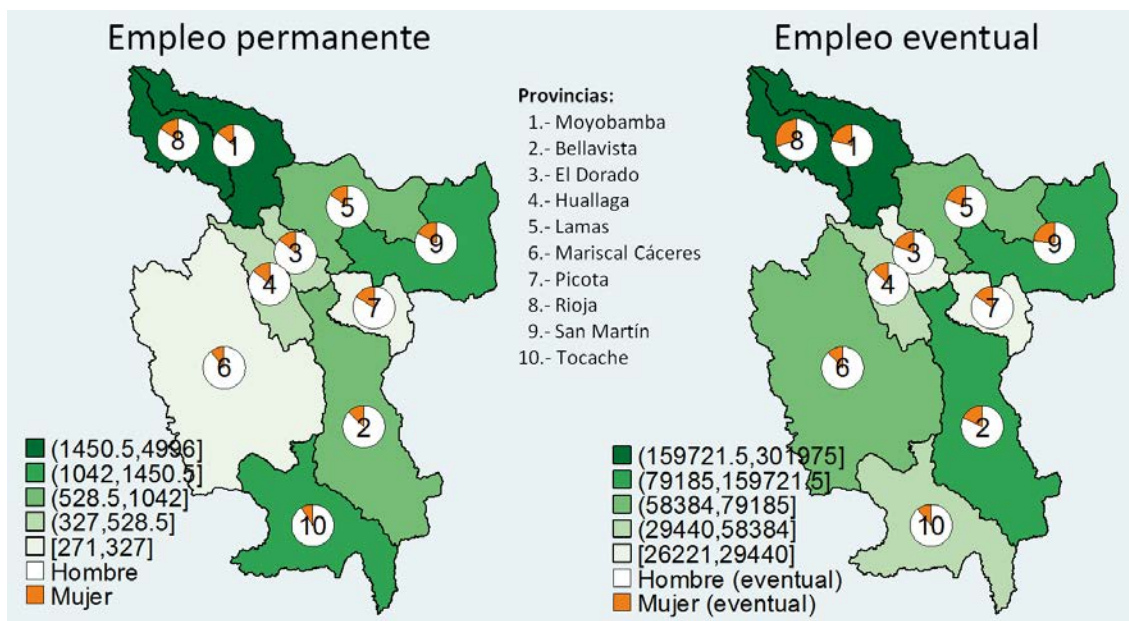 Empleo permanente
Empleo eventual
Provincias:
1.- Moyobamba
2.- Bellavista
3.- El Dorado
4.- Huallaga
5.- Lamas
6.- Mariscal Cáceres
7.- Picota
8.- Rioja
9.- San Martín
10.- Tocache
8
1
5
9
3
4
7
6
2
10
(1450.5,4996]
(1042,1450.5]
(528.5,1042]
(327,528.5]
[271,327]
Hombre
Mujer
8
1
5
9
3
4
7
6
2
10
(159721.5,301975]
(79185,159721.5]
(58384,79185]
(29440,58384]
[26221,29440]
Hombre (eventual)
Mujer (eventual)